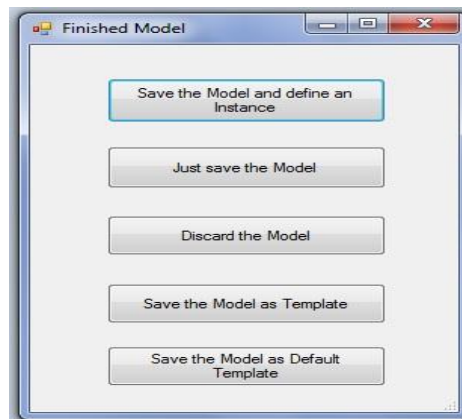 Finished Model
Save the Model and define an
Instance
Just save the Model
Discard the Model
Save the Model as Template
Save the Model as Default
Template